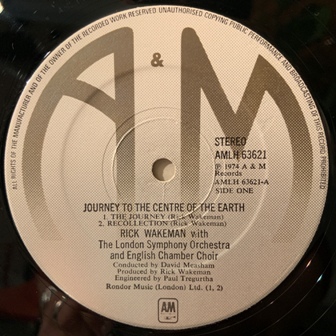 ALL RIGHTS OF THE MANUFACTURER AND OF THE OWNER OF THE RECORDED WORK RESERVED UNAUTHORISED COPYING PUBLIC PERFORMANCE AND BROADCASTING OF THIS RECORD PROHIBITED
A & M
STEREO
AMLH 63621
℗ 1974 A & M
Records
AMLH 63621-A
SIDE ONE
JOURNEY TO THE CENTRE OF THE EARTH
1. THE JOURNEY (Rick Wakeman)
2. RECOLLECTION (Rick Wakeman)
RICK WAKEMAN with
The London Symphony Orchestra
and English Chamber Choir
Conducted by David Measham
Produced by Rick Wakeman
Engineered by Paul Tregurtha
Rondor Music (London) Ltd. (1, 2)
AM